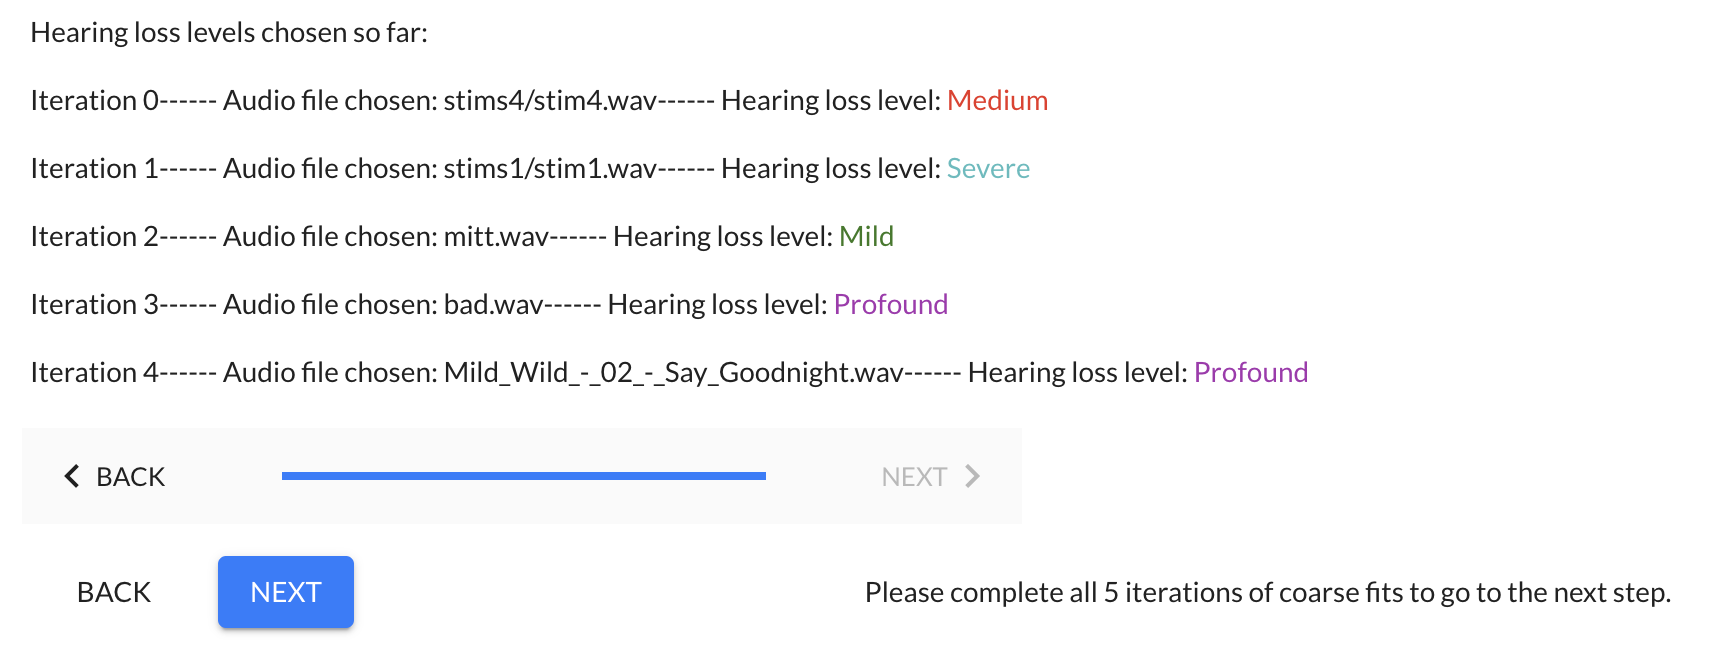 Hearing loss levels chosen so far:
Iteration 0------ Audio file chosen: stims4/stim4.wav------ Hearing loss level: Medium
Iteration 1------ Audio file chosen: stims1/stim1.wav------ Hearing loss level: Severe
Iteration 2------ Audio file chosen: mitt.wav------ Hearing loss level: Mild
Iteration 3------ Audio file chosen: bad.wav------ Hearing loss level: Profound
Iteration 4------ Audio file chosen: Mild_Wild_-_02_-_Say_Goodnight.wav------ Hearing loss level: Profound
BACK NEXT
BACK NEXT Please complete all 5 iterations of coarse fits to go to the next step.